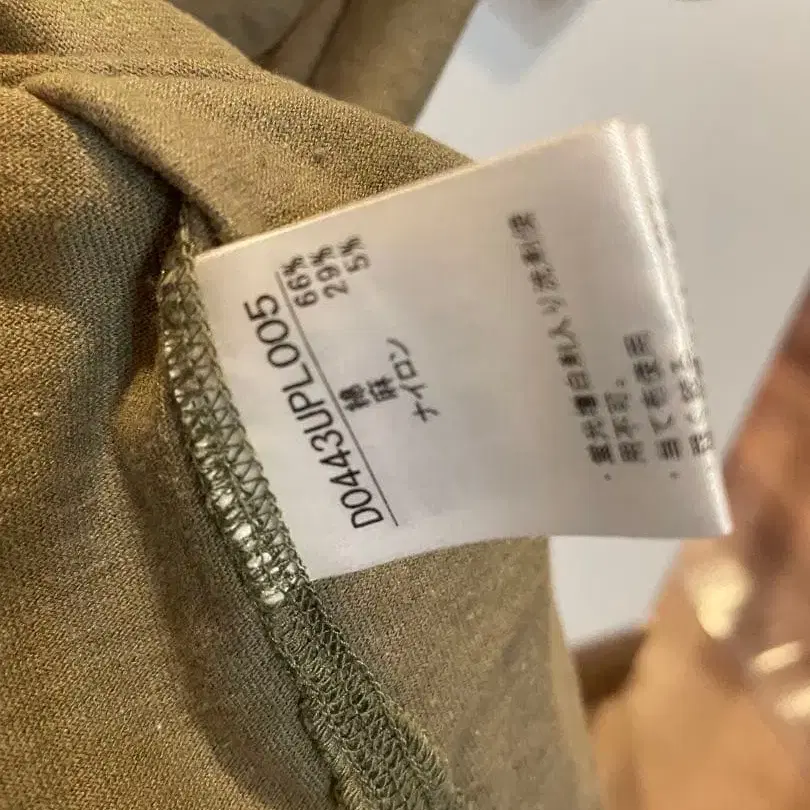 D0443UPL005
綿 66%
麻 29%
ナイロン 5%
・蛍光増白剤入り洗剤使
用不可。
・当て布使用